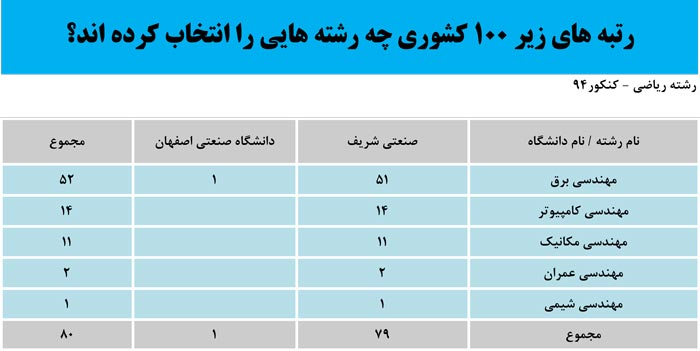 رتبه های زیر ۱۰۰ کشوری چه رشته هایی را انتخاب کرده اند؟
رشته ریاضی - کنکور۹۴
نام رشته / نام دانشگاه صنعتی شریف دانشگاه صنعتی اصفهان مجموع
مهندسی برق ۵۱ ۱ ۵۲
مهندسی کامپیوتر ۱۴ ۱۴
مهندسی مکانیک ۱۱ ۱۱
مهندسی عمران ۲ ۲
مهندسی شیمی ۱ ۱
مجموع ۷۹ ۱ ۸۰